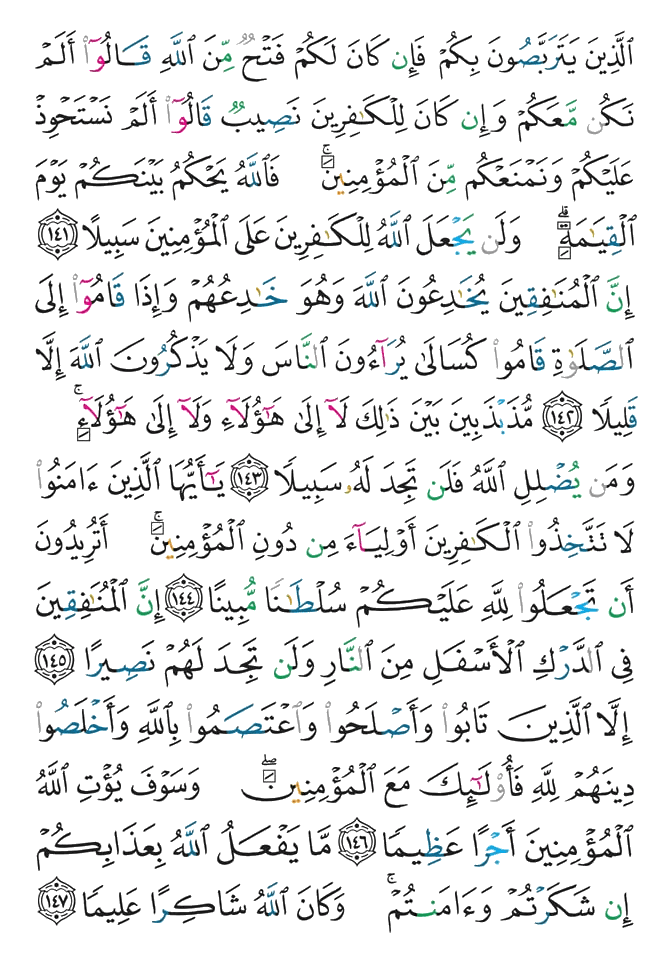 ٱلَّذِينَ يَتَرَبَّصُونَ بِكُمۡ فَإِن كَانَ لَكُمۡ فَتۡحٞ مِّنَ ٱللَّهِ قَالُوٓاْ أَلَمۡ
نَكُن مَّعَكُمۡ وَإِن كَانَ لِلۡكَٰفِرِينَ نَصِيبٞ قَالُوٓاْ أَلَمۡ نَسۡتَحۡوِذۡ
عَلَيۡكُمۡ وَنَمۡنَعۡكُم مِّنَ ٱلۡمُؤۡمِنِينَۚ فَٱللَّهُ يَحۡكُمُ بَيۡنَكُمۡ يَوۡمَ
ٱلۡقِيَٰمَةِۗ وَلَن يَجۡعَلَ ٱللَّهُ لِلۡكَٰفِرِينَ عَلَى ٱلۡمُؤۡمِنِينَ سَبِيلًا ١٤١
إِنَّ ٱلۡمُنَٰفِقِينَ يُخَٰدِعُونَ ٱللَّهَ وَهُوَ خَٰدِعُهُمۡ وَإِذَا قَامُوٓاْ إِلَى
ٱلصَّلَوٰةِ قَامُواْ كُسَالَىٰ يُرَآءُونَ ٱلنَّاسَ وَلَا يَذۡكُرُونَ ٱللَّهَ إِلَّا
قَلِيلٗا ١٤٢ مُّذَبۡذَبِينَ بَيۡنَ ذَٰلِكَ لَآ إِلَىٰ هَٰٓؤُلَآءِ وَلَآ إِلَىٰ هَٰٓؤُلَآءِۚ
وَمَن يُضۡلِلِ ٱللَّهُ فَلَن تَجِدَ لَهُۥ سَبِيلٗا ١٤٣ يَٰٓأَيُّهَا ٱلَّذِينَ ءَامَنُواْ
لَا تَتَّخِذُواْ ٱلۡكَٰفِرِينَ أَوۡلِيَآءَ مِن دُونِ ٱلۡمُؤۡمِنِينَۚ أَتُرِيدُونَ
أَن تَجۡعَلُواْ لِلَّهِ عَلَيۡكُمۡ سُلۡطَٰنٗا مُّبِينًا ١٤٤ إِنَّ ٱلۡمُنَٰفِقِينَ
فِي ٱلدَّرۡكِ ٱلۡأَسۡفَلِ مِنَ ٱلنَّارِ وَلَن تَجِدَ لَهُمۡ نَصِيرًا ١٤٥
إِلَّا ٱلَّذِينَ تَابُواْ وَأَصۡلَحُواْ وَٱعۡتَصَمُواْ بِٱللَّهِ وَأَخۡلَصُواْ
دِينَهُمۡ لِلَّهِ فَأُوْلَٰٓئِكَ مَعَ ٱلۡمُؤۡمِنِينَۖ وَسَوۡفَ يُؤۡتِ ٱللَّهُ
ٱلۡمُؤۡمِنِينَ أَجۡرًا عَظِيمٗا ١٤٦ مَّا يَفۡعَلُ ٱللَّهُ بِعَذَابِكُمۡ
إِن شَكَرۡتُمۡ وَءَامَنتُمۡۚ وَكَانَ ٱللَّهُ شَاكِرًا عَلِيمٗا ١٤٧